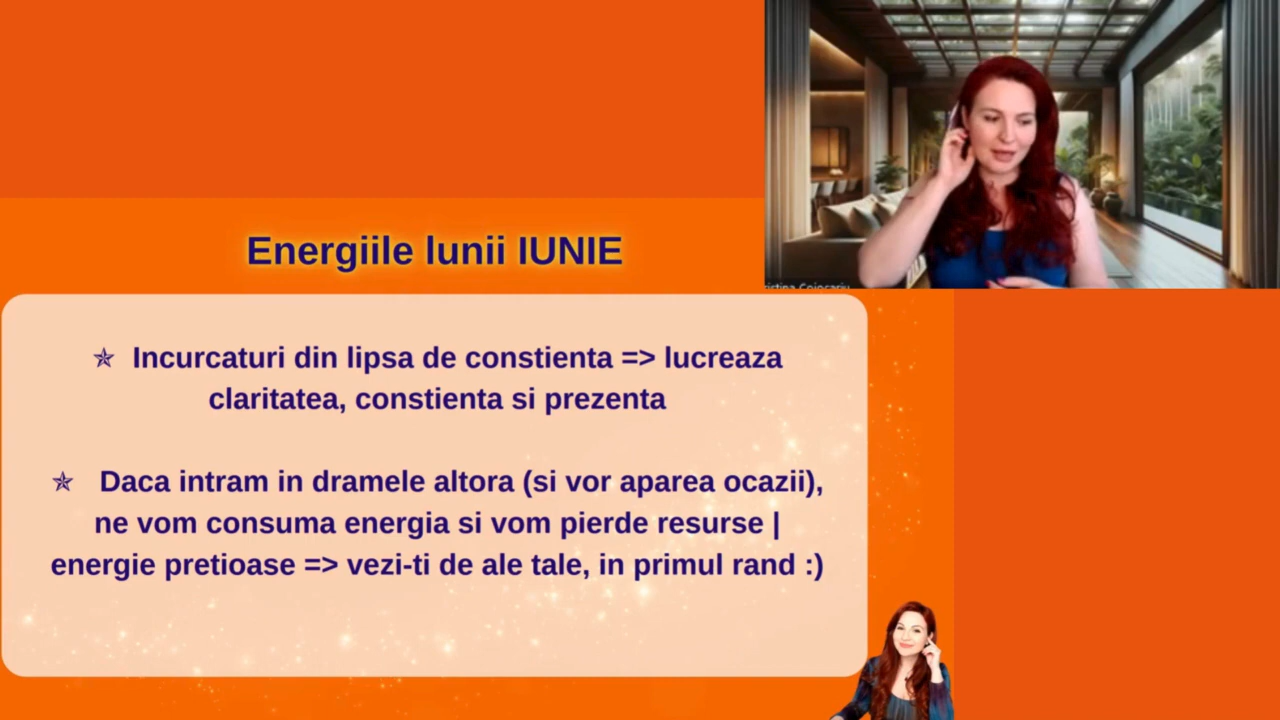 Energiile lunii IUNIE
✯ Incurcaturi din lipsa de constienta => lucreaza
claritatea, constienta si prezenta
✯ Daca intram in dramele altora (si vor aparea ocazii),
ne vom consuma energia si vom pierde resurse |
energie pretioase => vezi-ti de ale tale, in primul rand :)